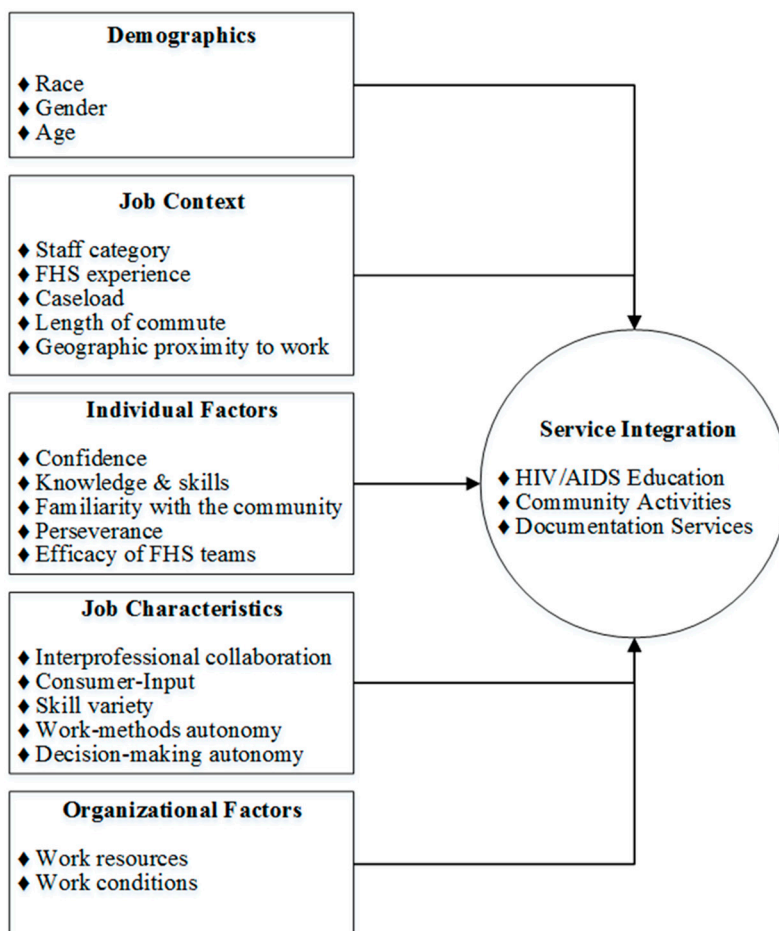 Demographics
♦ Race
♦ Gender
♦ Age
Job Context
♦ Staff category
♦ FHS experience
♦ Caseload
♦ Length of commute
♦ Geographic proximity to work
Individual Factors
♦ Confidence
♦ Knowledge & skills
♦ Familiarity with the community
♦ Perseverance
♦ Efficacy of FHS teams
Job Characteristics
♦ Interprofessional collaboration
♦ Consumer-Input
♦ Skill variety
♦ Work-methods autonomy
♦ Decision-making autonomy
Organizational Factors
♦ Work resources
♦ Work conditions
Service Integration
♦ HIV/AIDS Education
♦ Community Activities
♦ Documentation Services